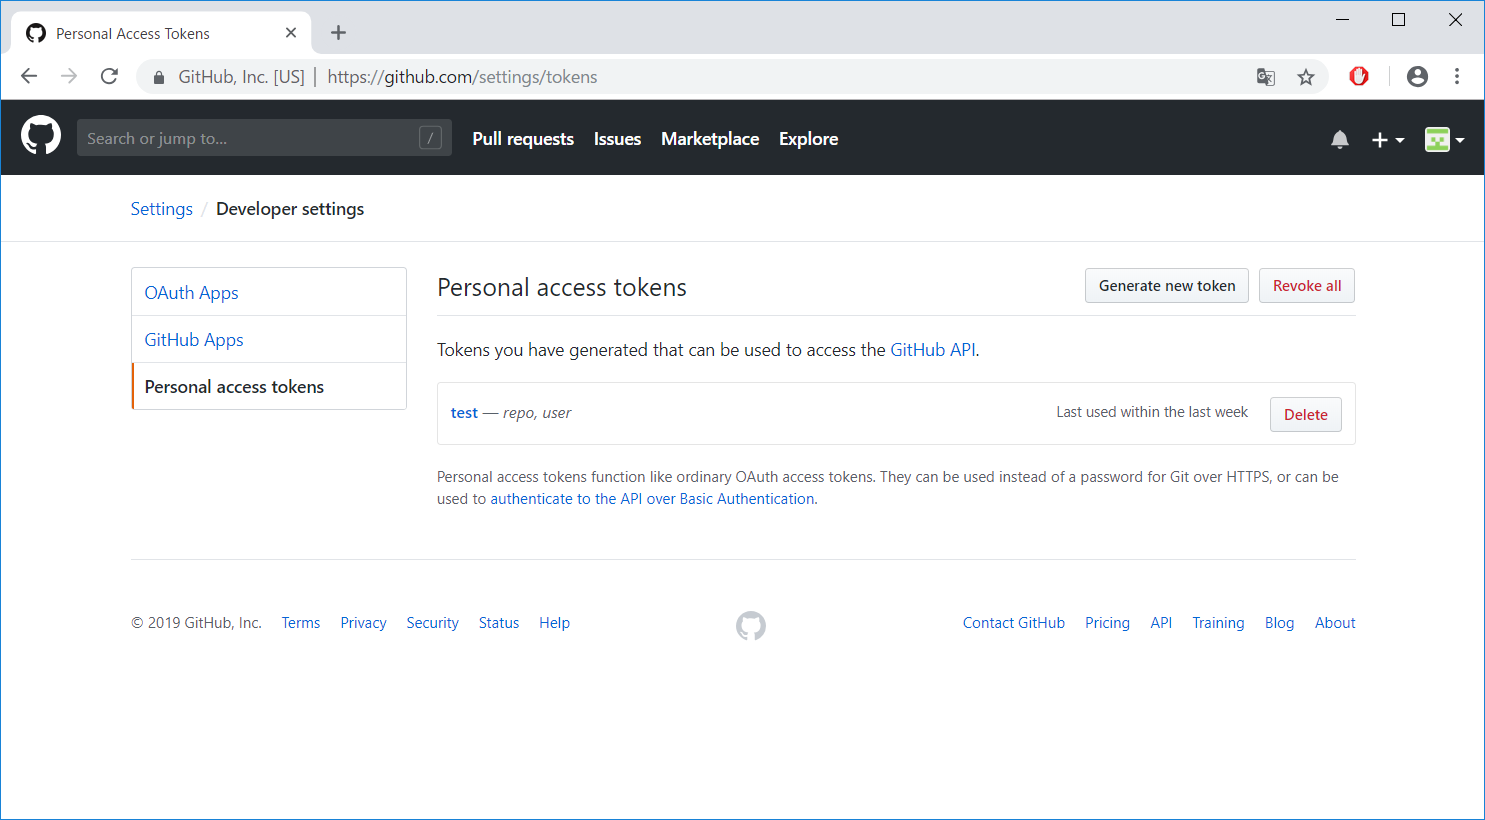 Personal Access Tokens
GitHub, Inc. [US] | https://github.com/settings/tokens
Search or jump to... /
Pull requests Issues Marketplace Explore
Settings / Developer settings
OAuth Apps
GitHub Apps
Personal access tokens
Personal access tokens
Generate new token Revoke all
Tokens you have generated that can be used to access the GitHub API.
test — repo, user
Last used within the last week Delete
Personal access tokens function like ordinary OAuth access tokens. They can be used instead of a password for Git over HTTPS, or can be
used to authenticate to the API over Basic Authentication.
© 2019 GitHub, Inc. Terms Privacy Security Status Help
Contact GitHub Pricing API Training Blog About